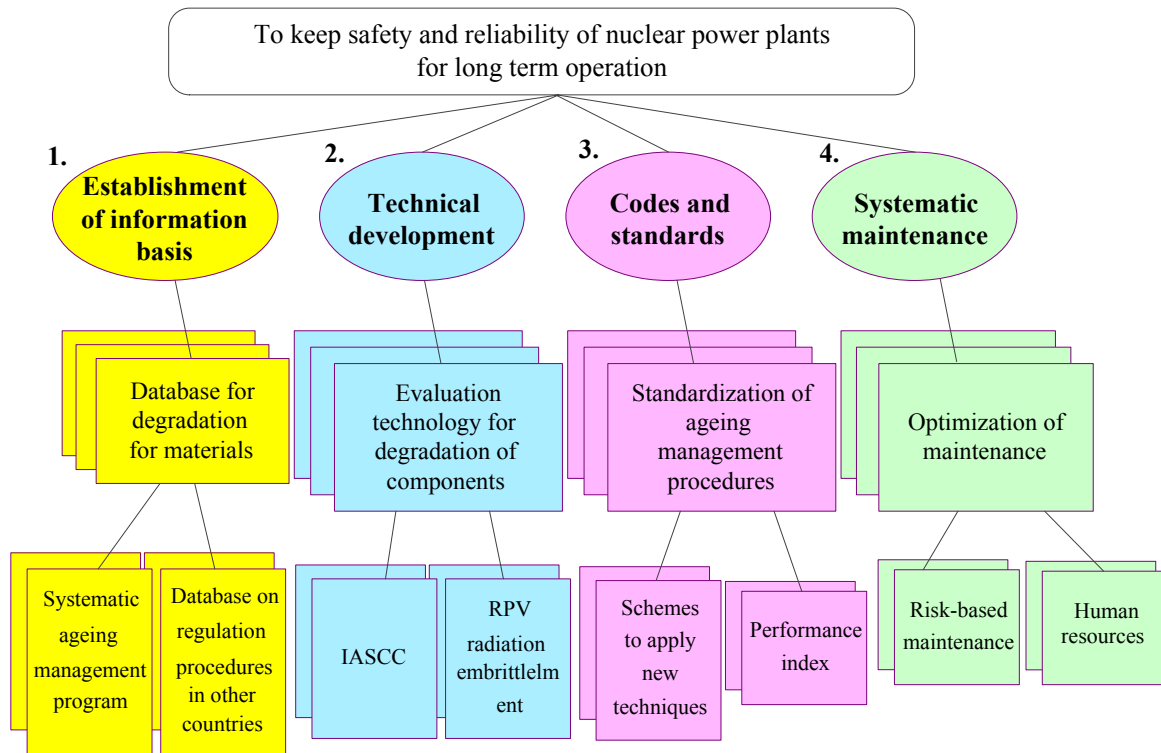 To keep safety and reliability of nuclear power plants
for long term operation
1.
Establishment
of information
basis
2.
Technical
development
3.
Codes and
standards
4.
Systematic
maintenance
Database for
degradation
for materials
Evaluation
technology for
degradation of
components
Standardization of
ageing
management
procedures
Optimization of
maintenance
Systematic
ageing
management
program
Database on
regulation
procedures
in other
countries
IASCC
RPV
radiation
embrittlelm
ent
Schemes
to apply
new
techniques
Performance
index
Risk-based
maintenance
Human
resources